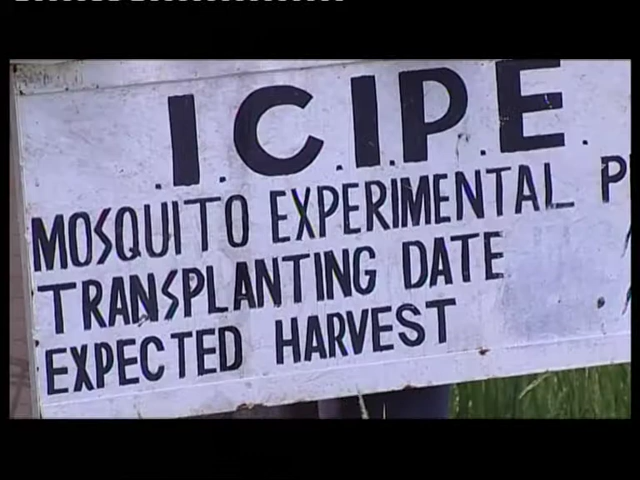 .I.C.I.P.E.
MOSQUITO EXPERIMENTAL P
TRANSPLANTING DATE
EXPECTED HARVEST